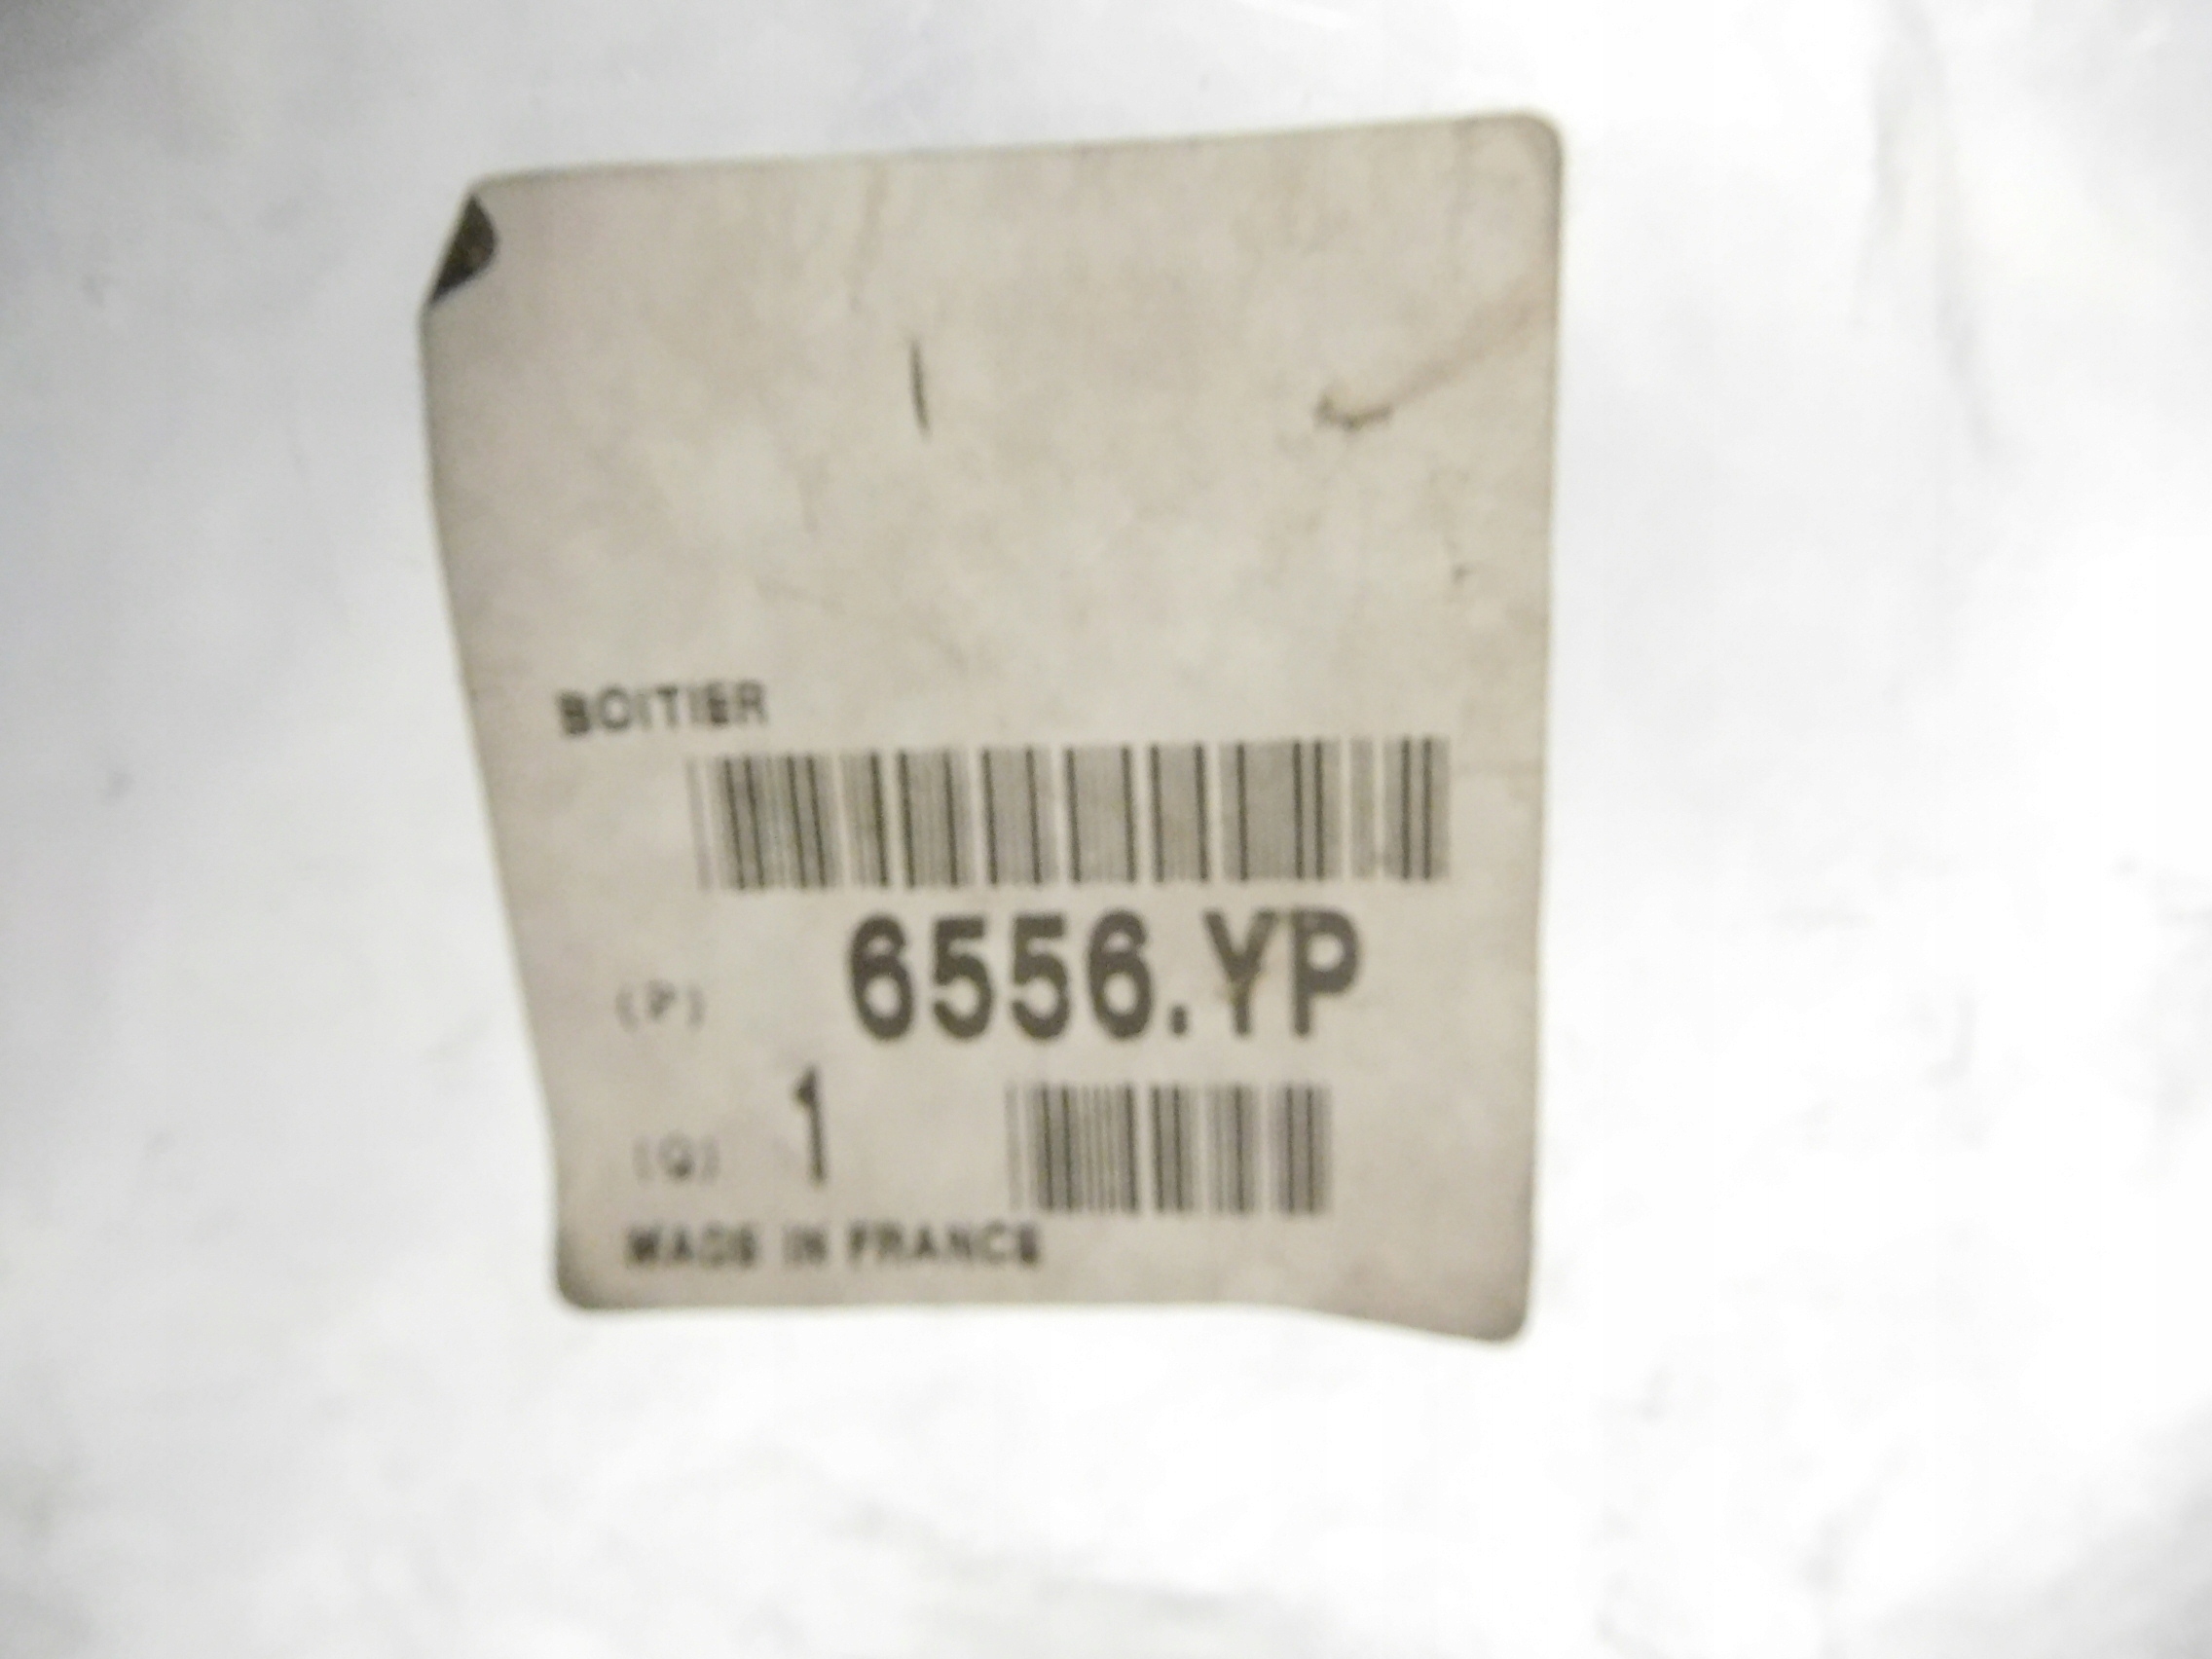 BOITIER
(P) 6556.YP
(Q) 1
MADE IN FRANCE